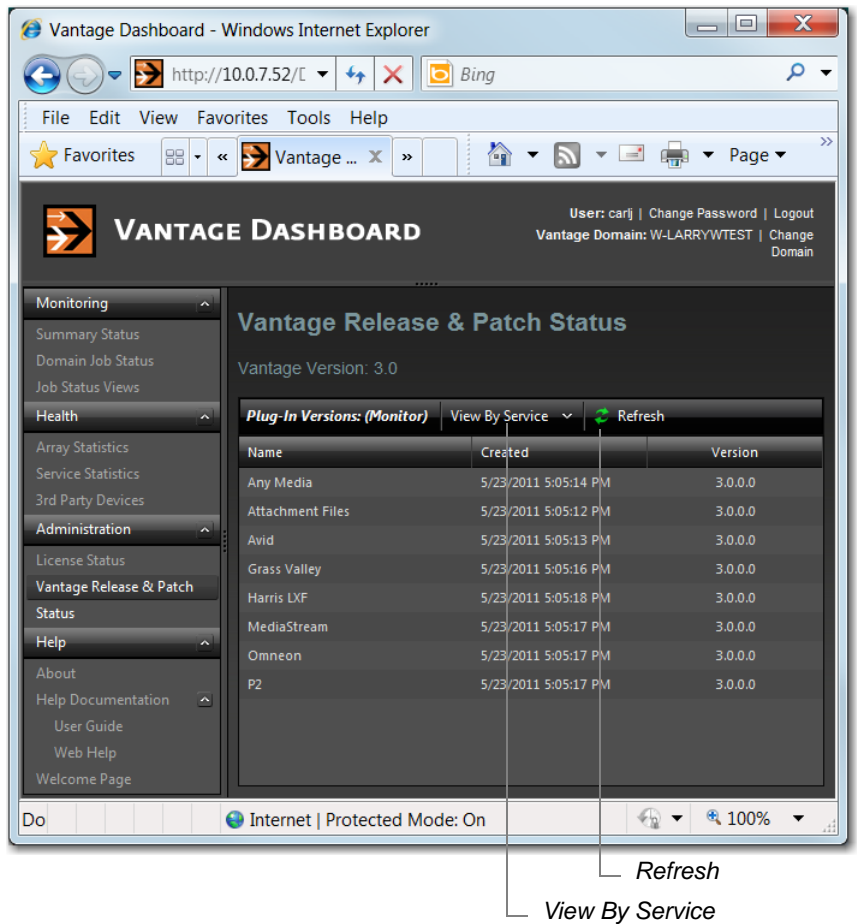 Vantage Dashboard - Windows Internet Explorer
http://10.0.7.52/D
Bing
File Edit View Favorites Tools Help
Favorites
Vantage ...
Page
VANTAGE DASHBOARD
User: carlj | Change Password | Logout
Vantage Domain: W-LARRYWTEST | Change
Domain
Monitoring
Summary Status
Domain Job Status
Job Status Views
Health
Array Statistics
Service Statistics
3rd Party Devices
Administration
License Status
Vantage Release & Patch
Status
Help
About
Help Documentation
User Guide
Web Help
Welcome Page
Vantage Release & Patch Status
Vantage Version: 3.0
Plug-In Versions: (Monitor) View By Service Refresh
Name Created Version
Any Media 5/23/2011 5:05:14 PM 3.0.0.0
Attachment Files 5/23/2011 5:05:12 PM 3.0.0.0
Avid 5/23/2011 5:05:13 PM 3.0.0.0
Grass Valley 5/23/2011 5:05:16 PM 3.0.0.0
Harris LXF 5/23/2011 5:05:18 PM 3.0.0.0
MediaStream 5/23/2011 5:05:17 PM 3.0.0.0
Omneon 5/23/2011 5:05:17 PM 3.0.0.0
P2 5/23/2011 5:05:17 PM 3.0.0.0
Do
Internet | Protected Mode: On
100%
Refresh
View By Service